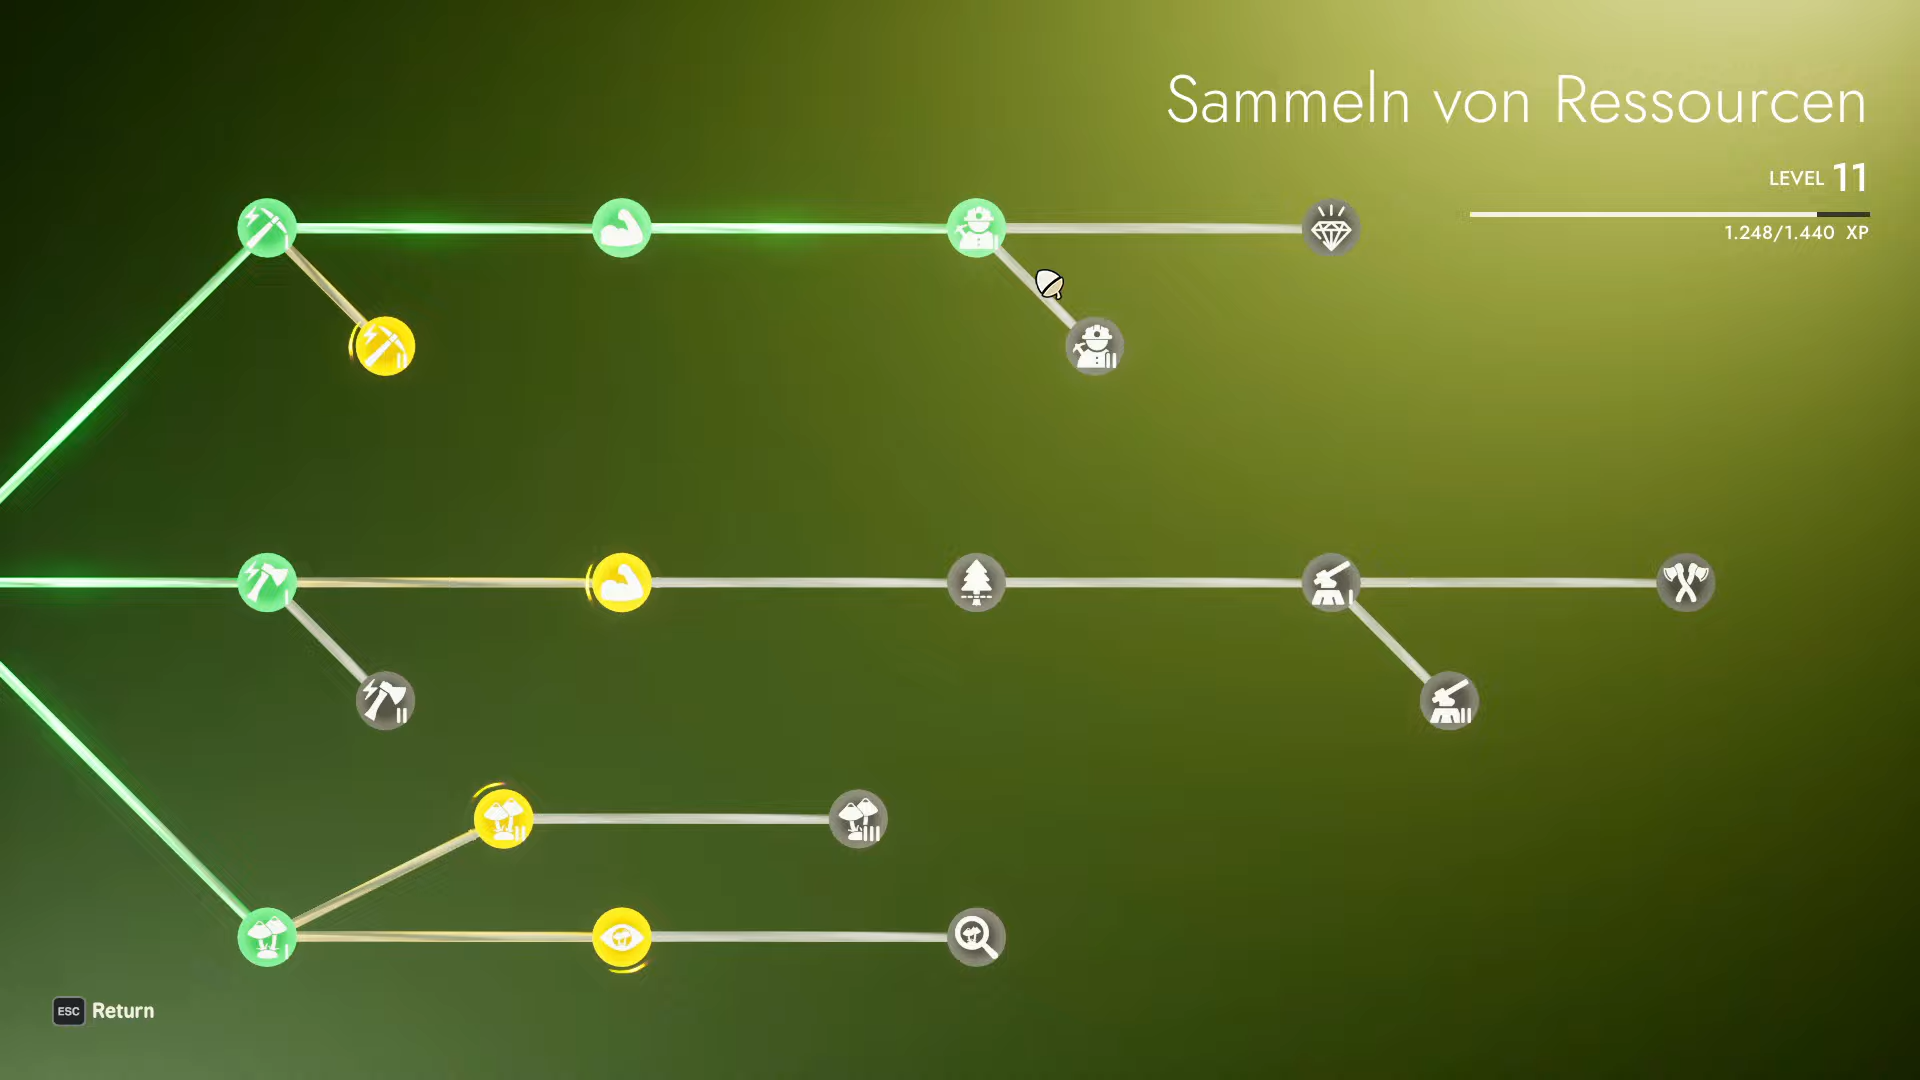 Sammeln von Ressourcen
LEVEL 11
1.248/1.440 XP
ESC Return